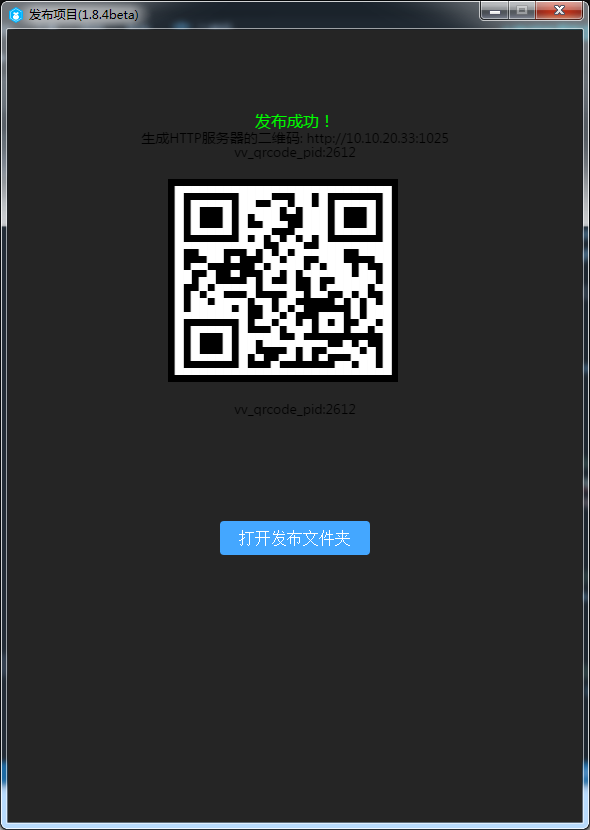 发布项目(1.8.4beta)
发布成功！
生成HTTP服务器的二维码: http://10.10.20.33:1025
vv_qrcode_pid:2612
vv_qrcode_pid:2612
打开发布文件夹